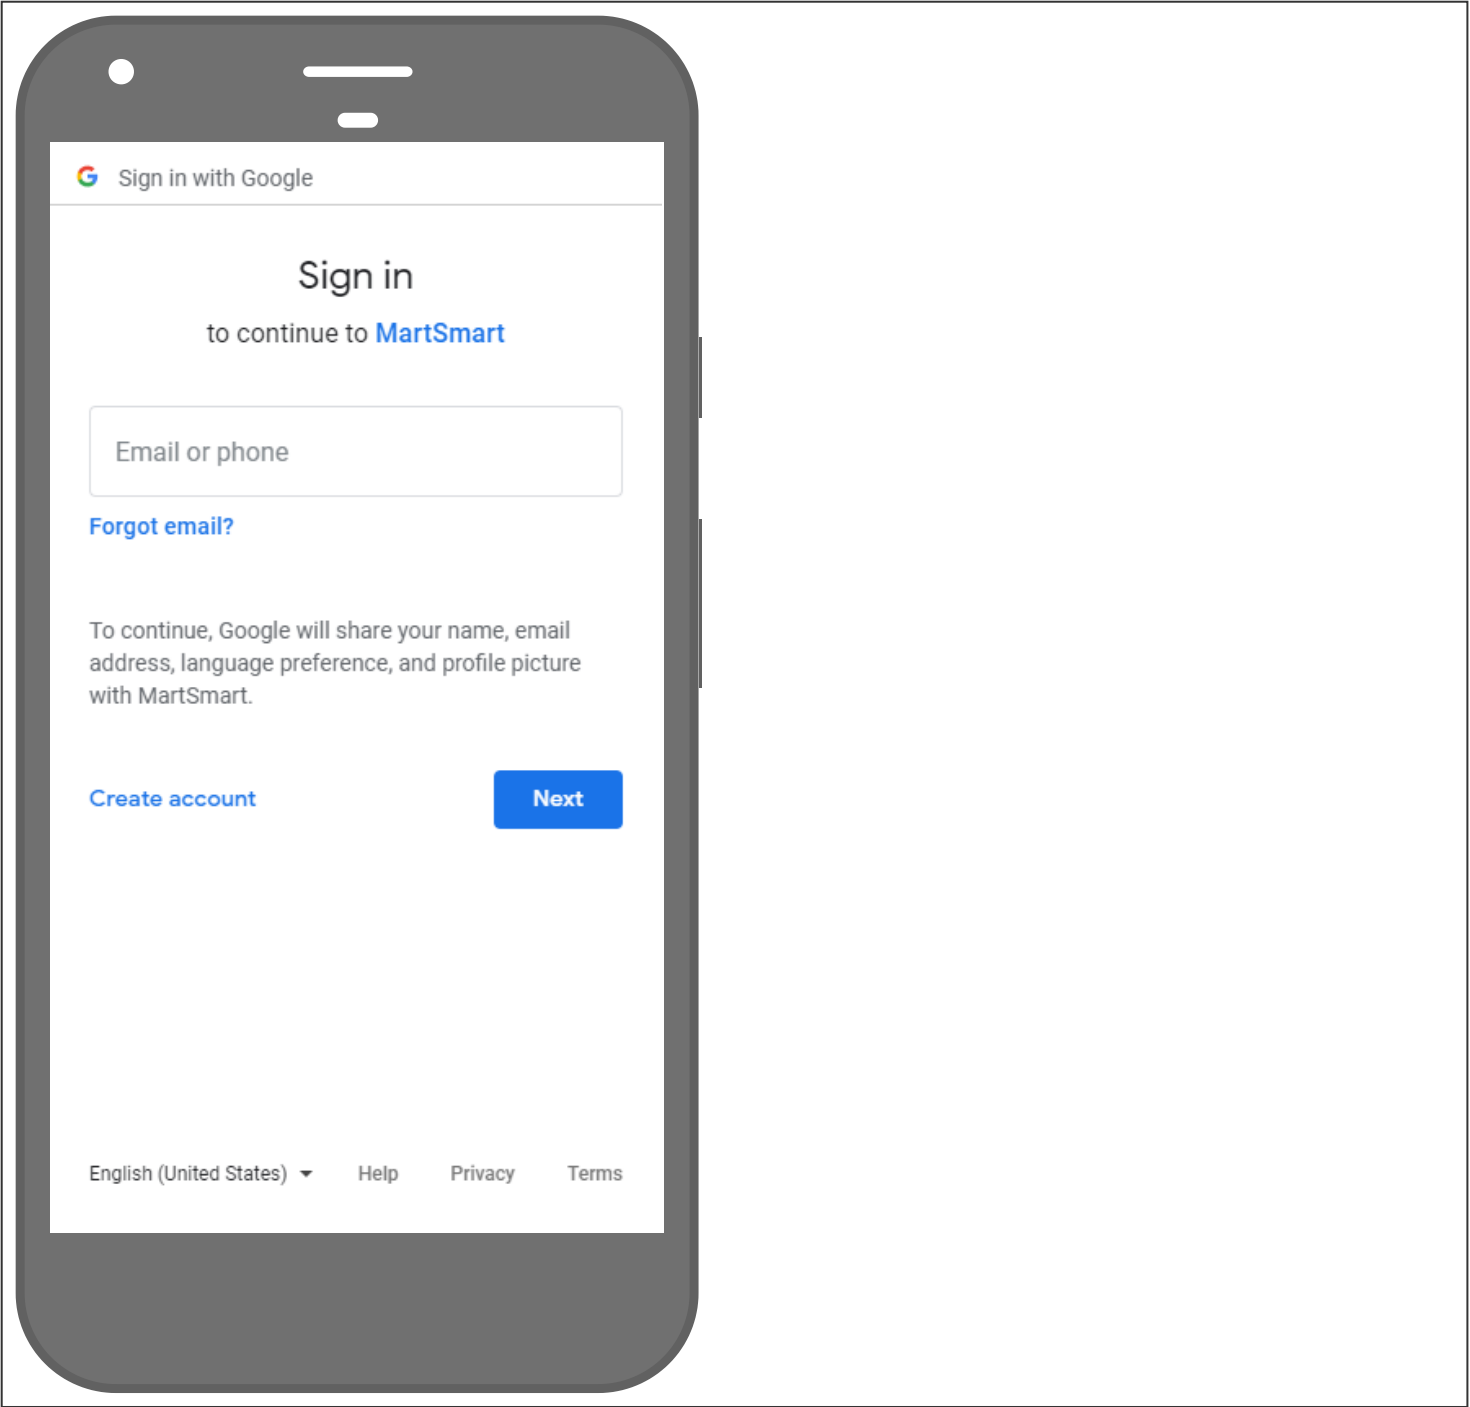 Sign in with Google
Sign in
to continue to MartSmart
Email or phone
Forgot email?
To continue, Google will share your name, email
address, language preference, and profile picture
with MartSmart.
Create account Next
English (United States) Help Privacy Terms